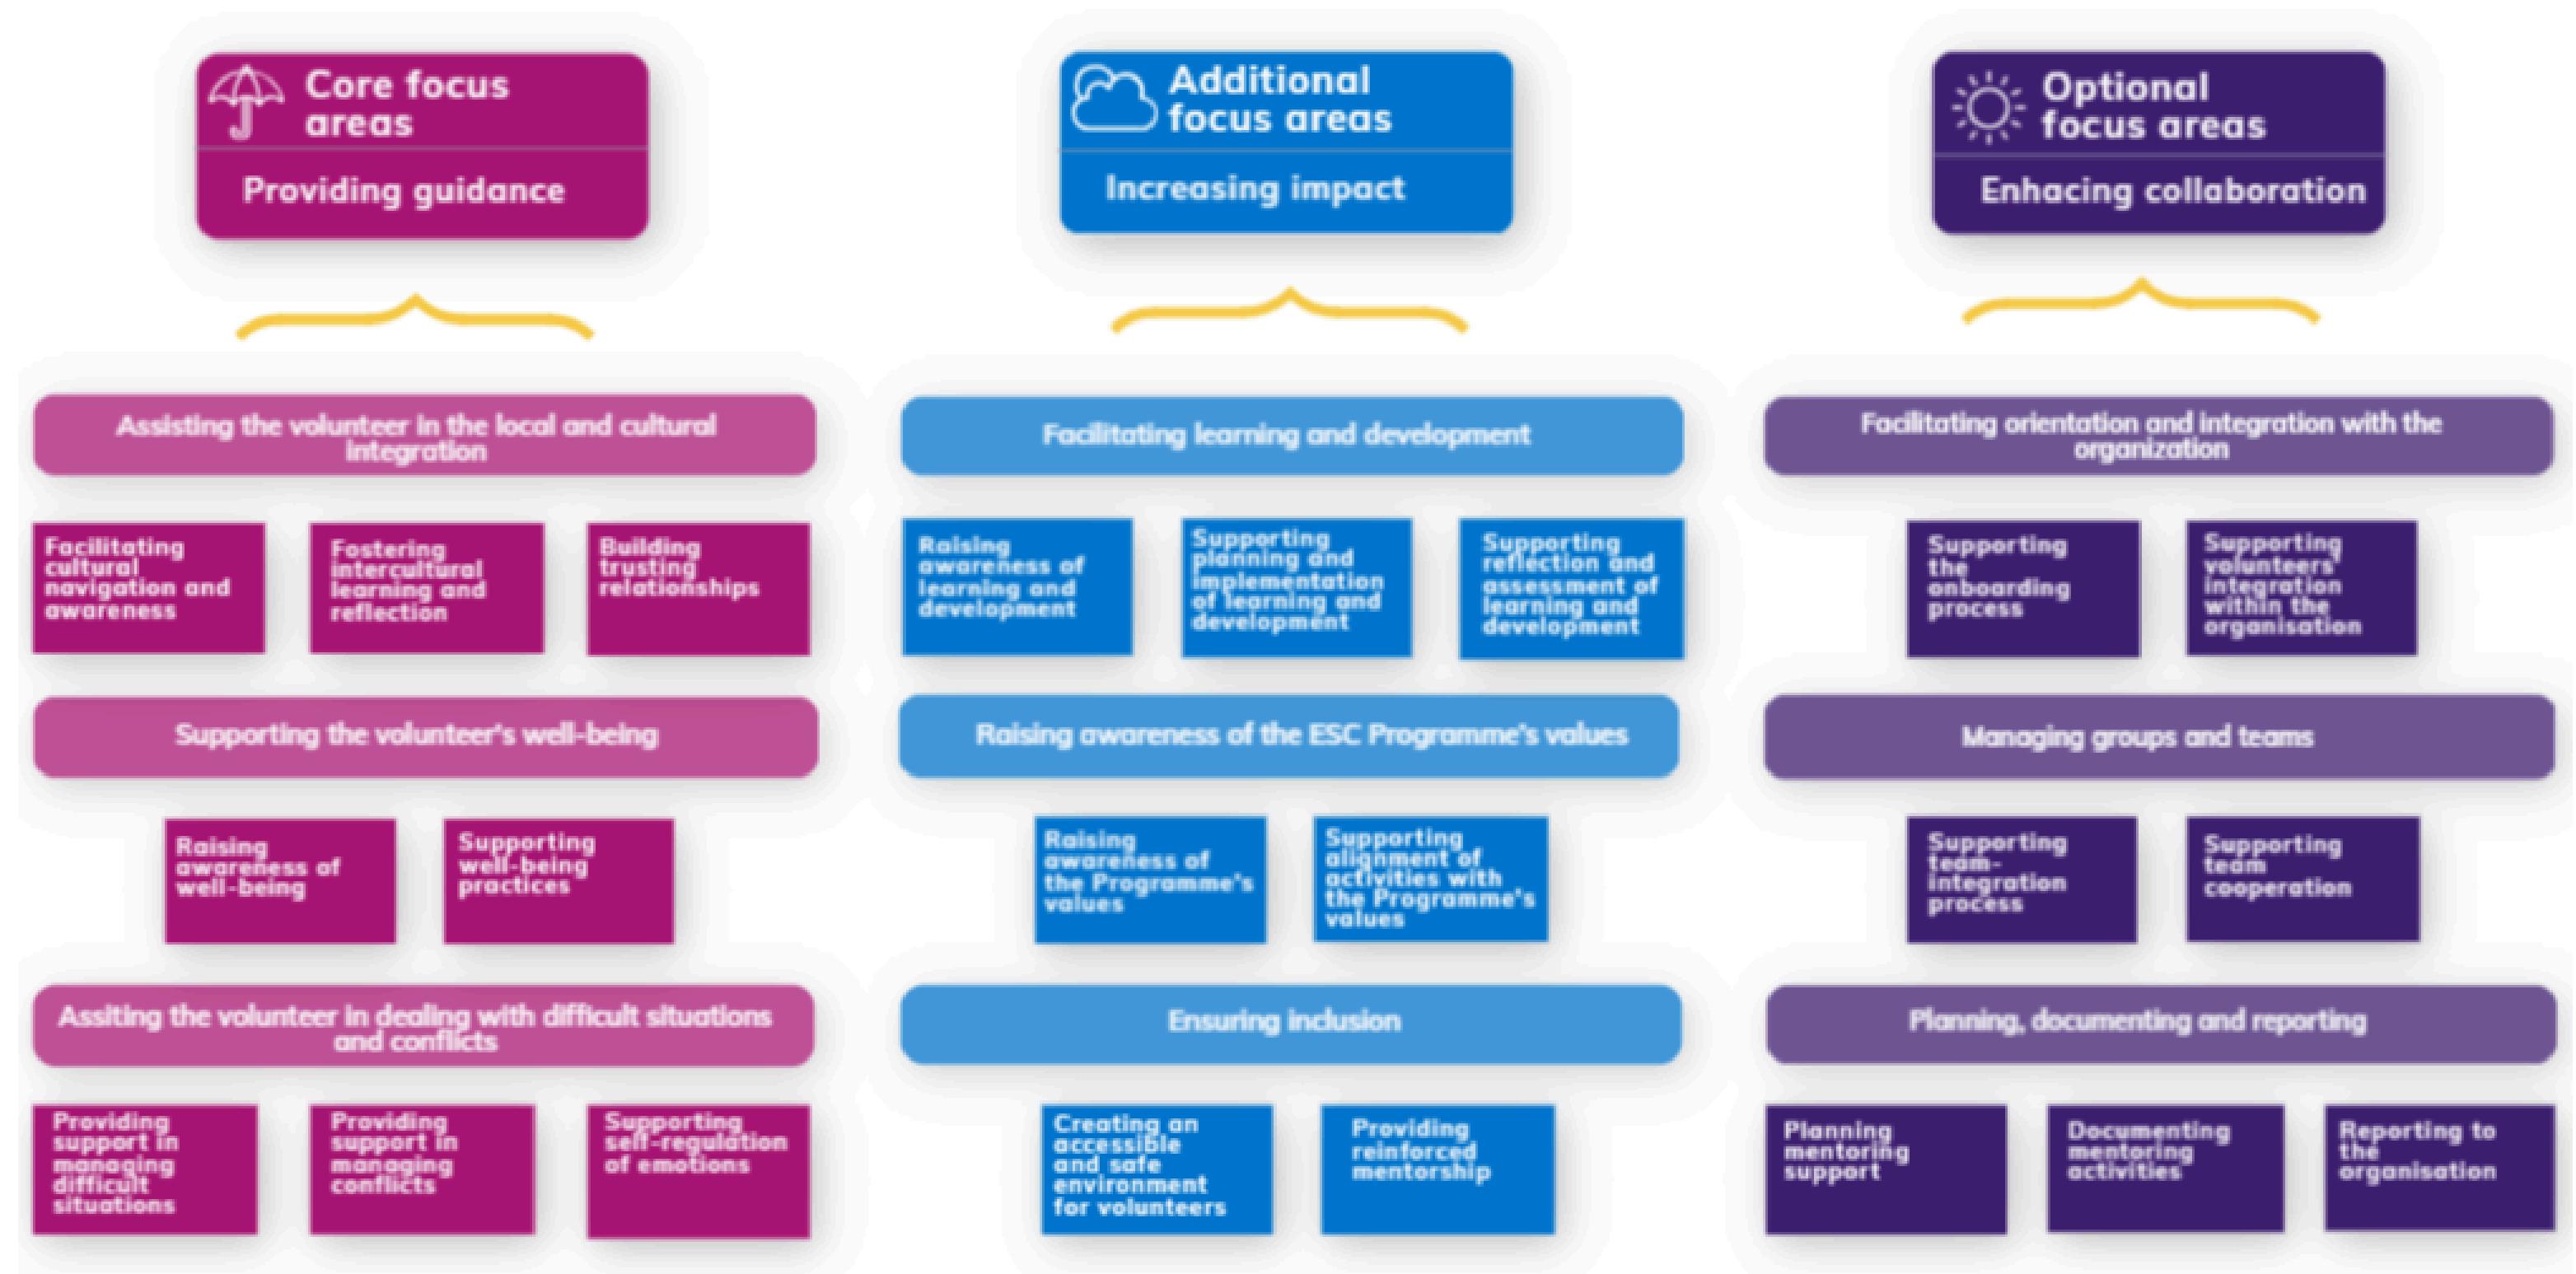 Core focus
areas
Providing guidance
Assisting the volunteer in the local and cultural
integration
Facilitating
cultural
navigation and
awareness
Fostering
intercultural
learning and
reflection
Building
trusting
relationships
Supporting the volunteer's well-being
Raising
awareness of
well-being
Supporting
well-being
practices
Assiting the volunteer in dealing with difficult situations
and conflicts
Providing
support in
managing
difficult
situations
Providing
support in
managing
conflicts
Supporting
self-regulation
of emotions
Additional
focus areas
Increasing impact
Facilitating learning and development
Raising
awareness of
learning and
development
Supporting
planning and
implementation
of learning and
development
Supporting
reflection and
assessment of
learning and
development
Raising awareness of the ESC Programme's values
Raising
awareness of
the Programme's
values
Supporting
alignment of
activities with
the Programme's
values
Ensuring inclusion
Creating an
accessible
and safe
environment
for volunteers
Providing
reinforced
mentorship
Optional
focus areas
Enhacing collaboration
Facilitating orientation and integration with the
organization
Supporting
the
onboarding
process
Supporting
volunteers'
integration
within the
organisation
Managing groups and teams
Supporting
team-
integration
process
Supporting
team
cooperation
Planning, documenting and reporting
Planning
mentoring
support
Documenting
mentoring
activities
Reporting to
the
organisation